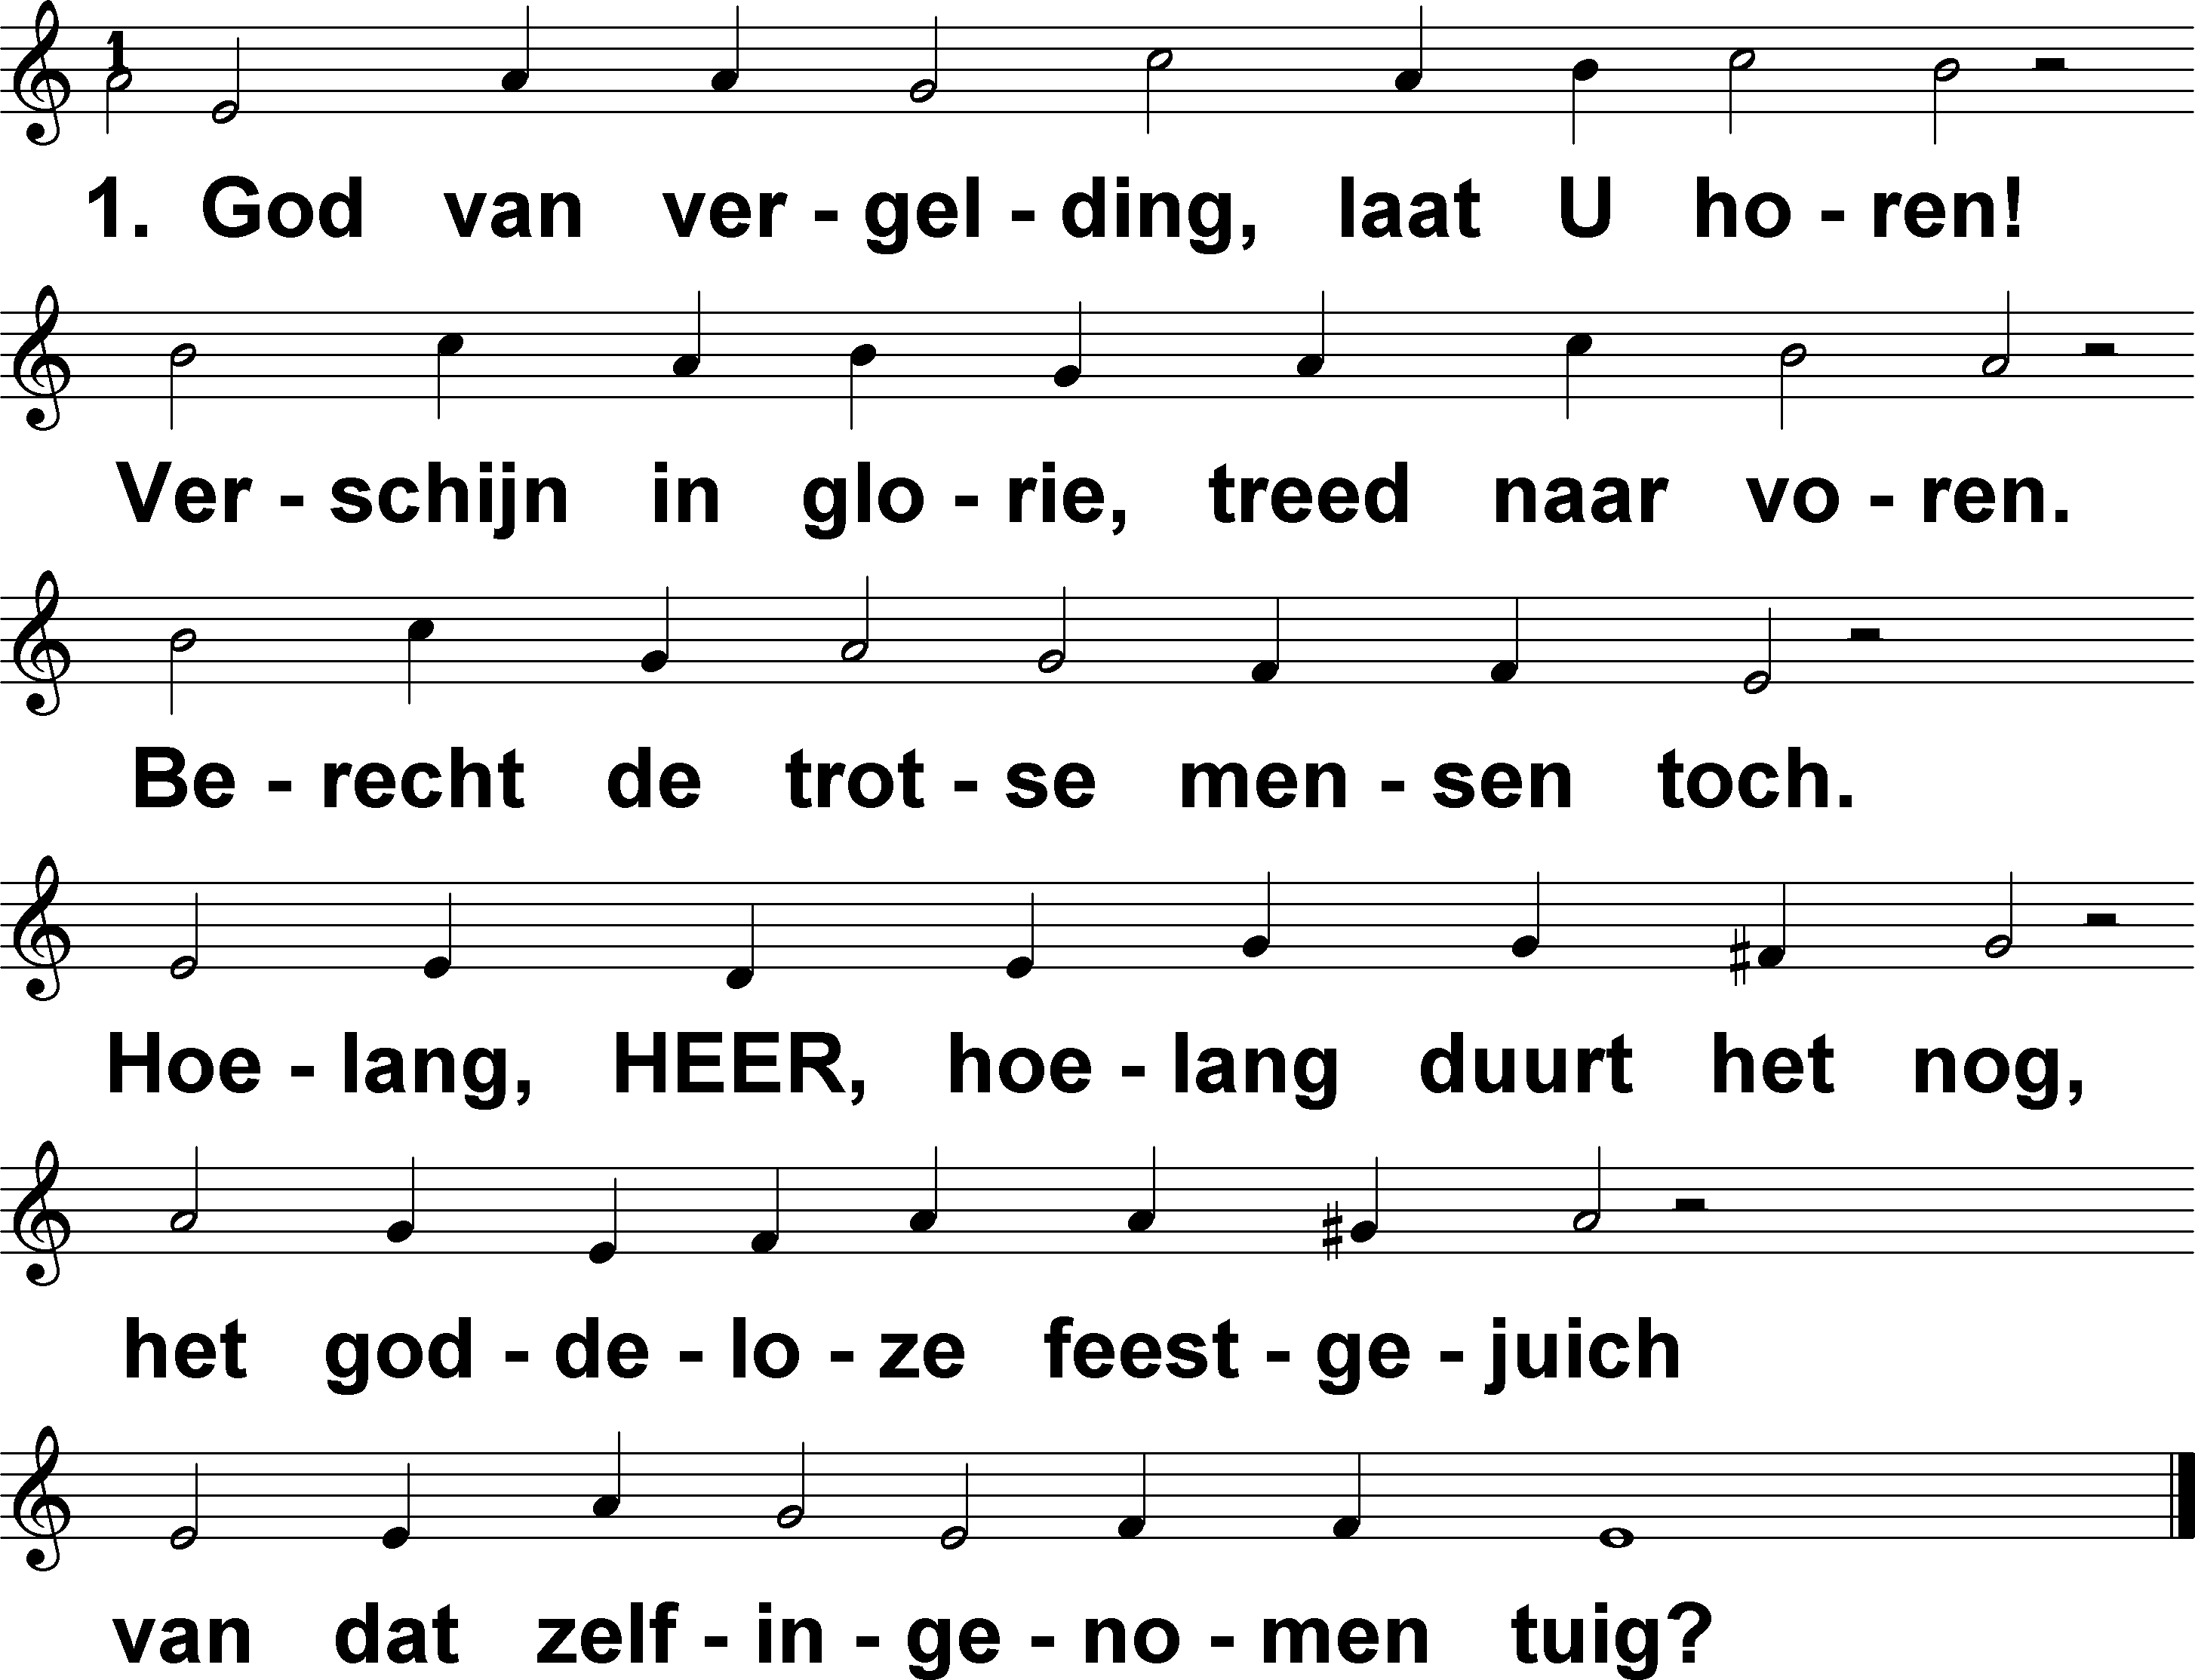 1
1. God van ver - gel - ding, laat U ho - ren!
Ver - schijn in glo - rie, treed naar vo - ren.
Be - recht de trot - se men - sen toch.
Hoe - lang, HEER, hoe - lang duurt het nog,
het god - de - lo - ze feest - ge - juich
van dat zelf - in - ge - no - men tuig?